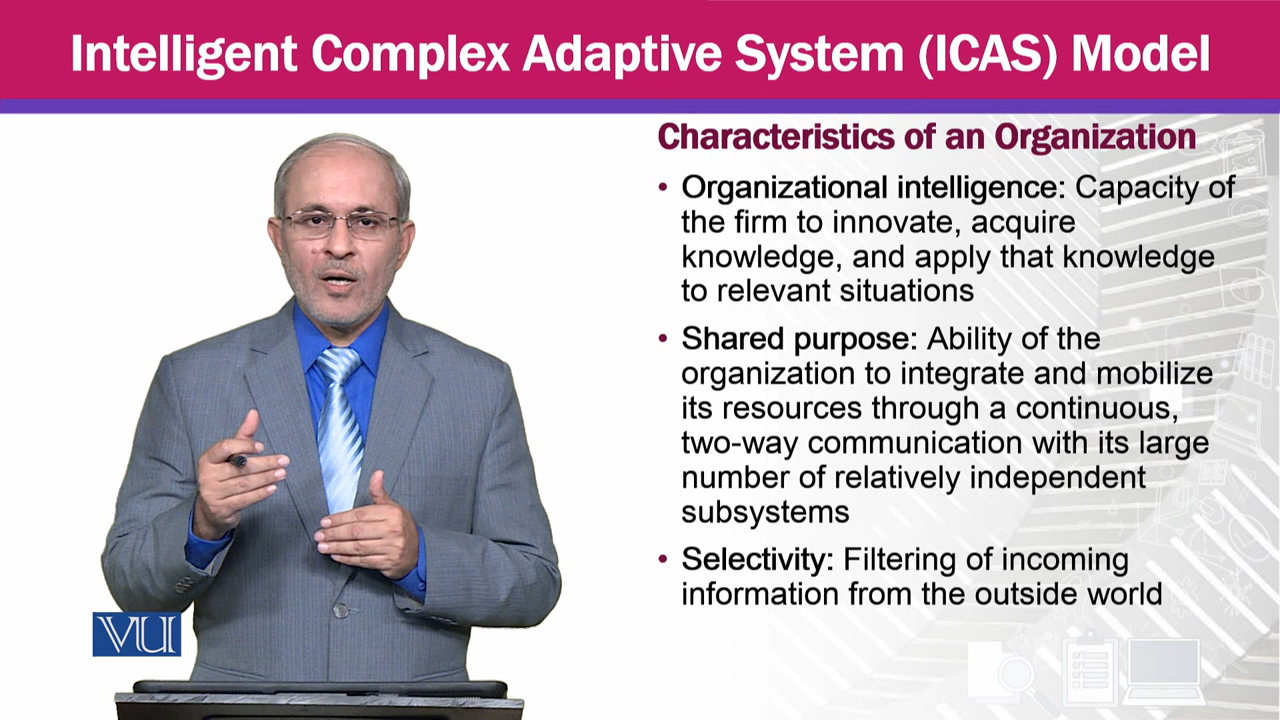 Intelligent Complex Adaptive System (ICAS) Model
Characteristics of an Organization
• Organizational intelligence: Capacity of
the firm to innovate, acquire
knowledge, and apply that knowledge
to relevant situations
• Shared purpose: Ability of the
organization to integrate and mobilize
its resources through a continuous,
two-way communication with its large
number of relatively independent
subsystems
• Selectivity: Filtering of incoming
information from the outside world
VU